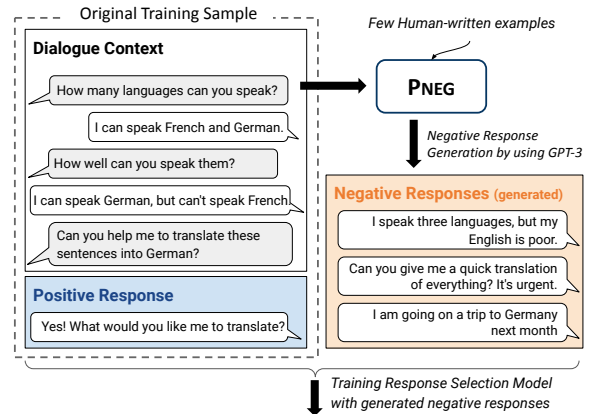 Original Training Sample
Dialogue Context
How many languages can you speak?
I can speak French and German.
How well can you speak them?
I can speak German, but can't speak French
Can you help me to translate these
sentences into German?
Positive Response
Yes! What would you like me to translate?
Few Human-written examples
PNEG
Negative Response
Generation by using GPT-3
Negative Responses (generated)
I speak three languages, but my
English is poor.
Can you give me a quick translation
of everything? It's urgent.
I am going on a trip to Germany
next month
Training Response Selection Model
with generated negative responses